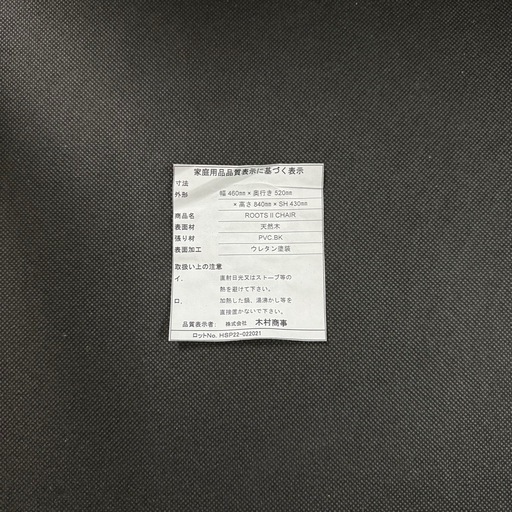 家庭用品品質表示に基づく表示
寸法
外形 幅 460㎜ × 奥行き 520㎜
× 高さ 840㎜ × SH 430㎜
商品名 ROOTS II CHAIR
表面材 天然木
張り材 PVC.BK
表面加工 ウレタン塗装
取扱い上の注意
イ. 直射日光又はストーブ等の
熱を避けて下さい。
ロ. 加熱した鍋、湯沸かし等を
直接置かないで下さい。
品質表示者: 株式会社 木村商事
ロットNo. HSP22-022021